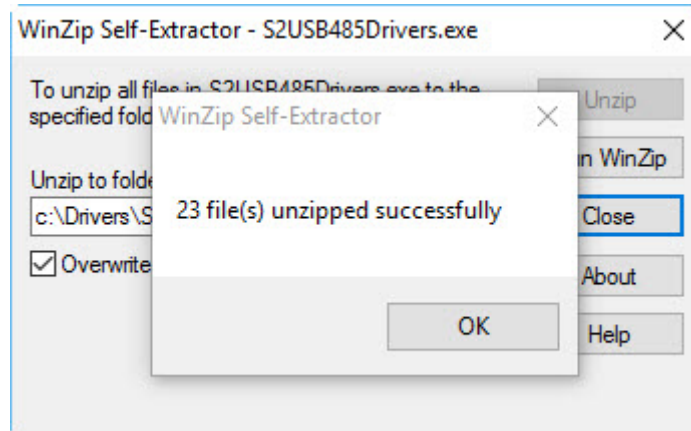 WinZip Self-Extractor - S2USB485Drivers.exe
To unzip all files in S2USB485Drivers.exe to the
specified fold
Unzip
WinZip Self-Extractor
n WinZip
Unzip to folde
23 file(s) unzipped successfully
c:\Drivers\S
Close
Overwrite
About
OK
Help